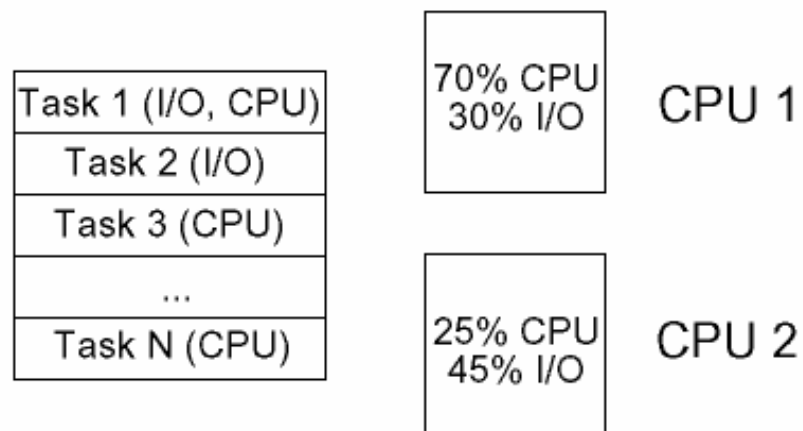 Task 1 (I/O, CPU)
Task 2 (I/O)
Task 3 (CPU)
...
Task N (CPU)
70% CPU
30% I/O
CPU 1
25% CPU
45% I/O
CPU 2